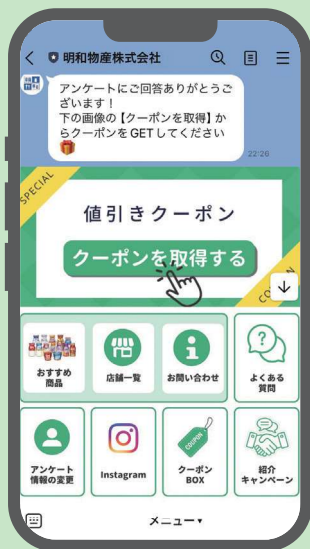 明和物産株式会社
アンケートにご回答ありがとうご
ざいます！
下の画像の【クーポンを取得】か
らクーポンをGETしてください
22:26
SPECIAL
値引きクーポン
クーポンを取得する
おすすめ
商品
店舗一覧
お問い合わせ
よくある
質問
アンケート
情報の変更
Instagram
COUPON
クーポン
BOX
紹介
キャンペーン
メニュー▾